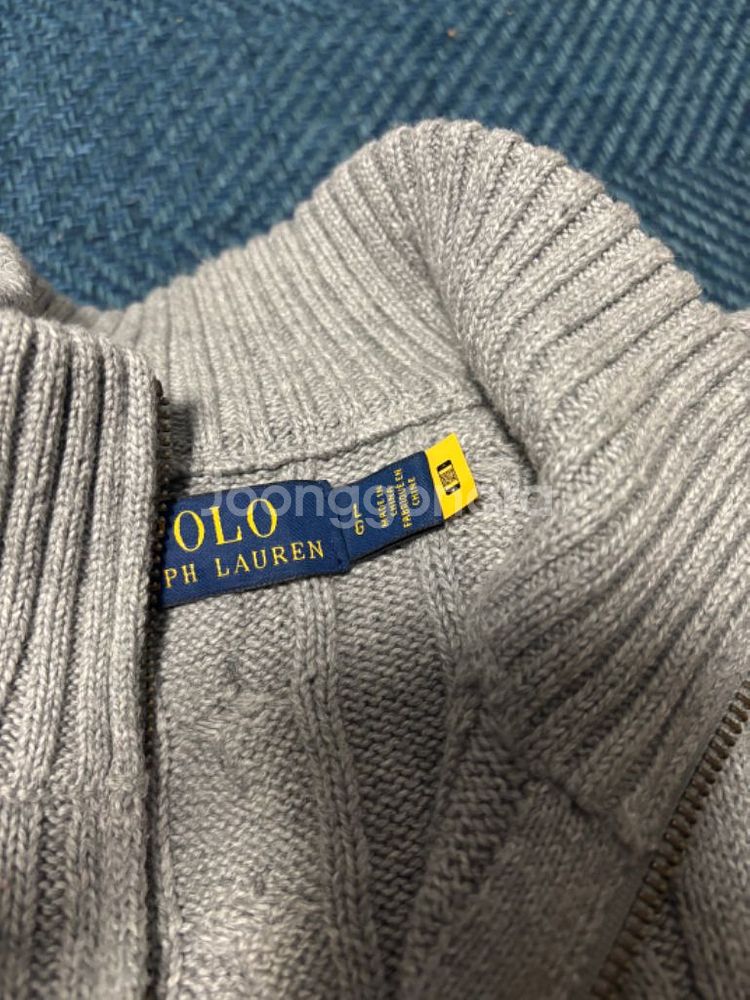 OLO
PH LAUREN
L
G
MADE IN
CHINA
FABRIQUÉ EN
CHINE